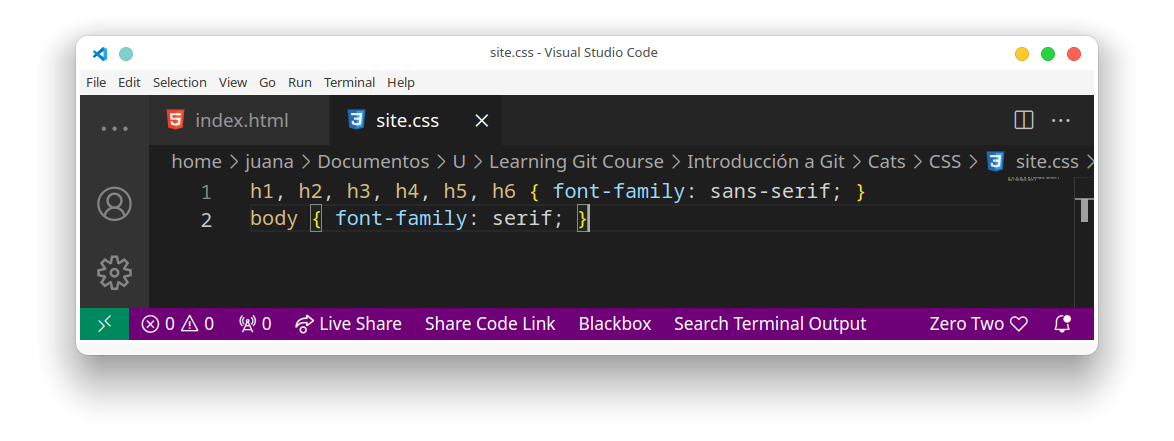 site.css - Visual Studio Code
File Edit Selection View Go Run Terminal Help
index.html site.css
home > juana > Documentos > U > Learning Git Course > Introducción a Git > Cats > CSS > site.css >
1 h1, h2, h3, h4, h5, h6 { font-family: sans-serif; }
2 body { font-family: serif; }
0 0 0 Live Share Share Code Link Blackbox Search Terminal Output Zero Two ♡